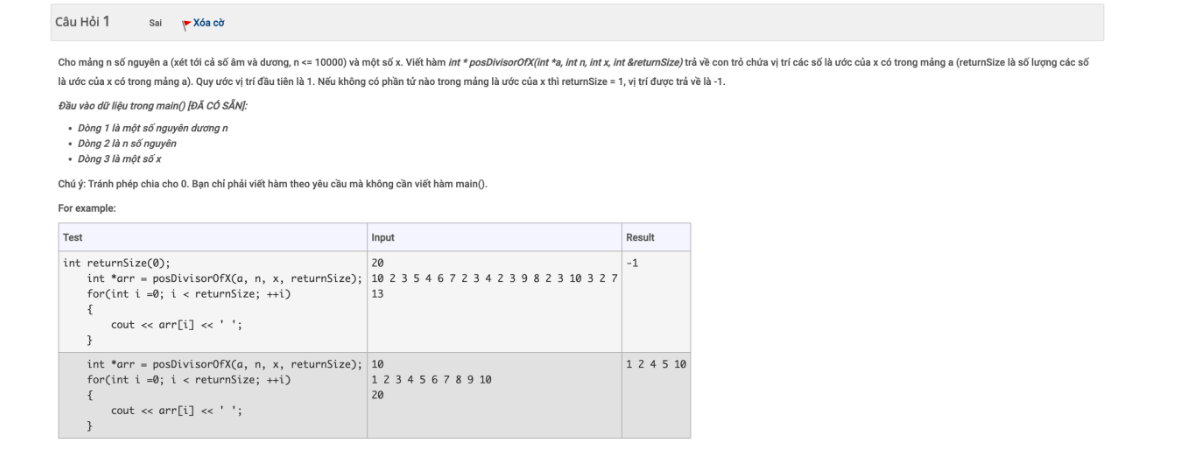 Câu Hỏi 1 Sai Xóa cờ
Cho mảng n số nguyên a (xét tới cả số âm và dương, n <= 10000) và một số x. Viết hàm int * posDivisorOfX(int *a, int n, int x, int &returnSize) trả về con trỏ chứa vị trí các số là ước của x có trong mảng a (returnSize là số lượng các số
là ước của x có trong mảng a). Quy ước vị trí đầu tiên là 1. Nếu không có phần tử nào trong mảng là ước của x thì returnSize = 1, vị trí được trả về là -1.
Đầu vào dữ liệu trong main() [ĐÃ CÓ SẴN]:
• Dòng 1 là một số nguyên dương n
• Dòng 2 là n số nguyên
• Dòng 3 là một số x
Chú ý: Tránh phép chia cho 0. Bạn chỉ phải viết hàm theo yêu cầu mà không cần viết hàm main().
For example:
Test Input Result
int returnSize(0); 20 -1
int *arr = posDivisorOfX(a, n, x, returnSize); 10 2 3 5 4 6 7 2 3 4 2 3 9 8 2 3 10 3 2 7
for(int i =0; i < returnSize; ++i) 13
{
cout << arr[i] << ' ';
}
int *arr = posDivisorOfX(a, n, x, returnSize); 10 1 2 4 5 10
for(int i =0; i < returnSize; ++i) 1 2 3 4 5 6 7 8 9 10
{ 20
cout << arr[i] << ' ';
}